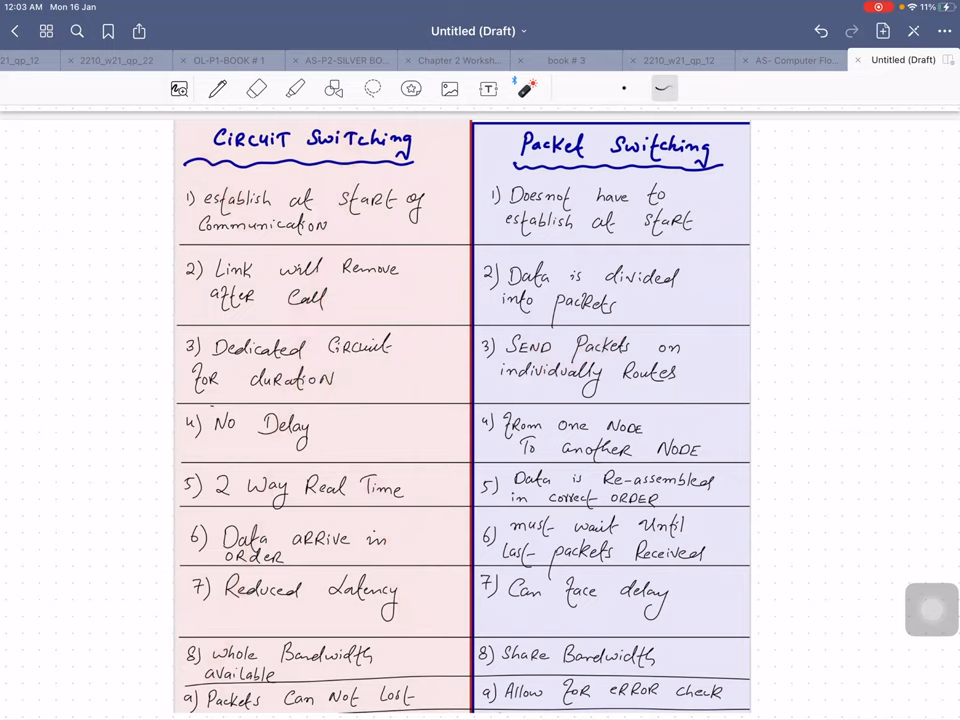 12:03 AM Mon 16 Jan
11%
Untitled (Draft)
21_qp_12
2210_w21_qp_22
OL-P1-BOOK # 1
AS-P2-SILVER BO...
Chapter 2 Worksh...
book # 3
2210_w21_qp_12
AS- Computer Flo...
Untitled (Draft)
CIRCUIT SWITCHING
1) establish at START of
Communication
2) Link will Remove
after Call
3) Dedicated Circuit
for duration
4) No Delay
5) 2 Way Real Time
6) Data arrive in
order
7) Reduced Latency
8) whole Bandwidth
available
9) Packets Can Not Lost
Packet Switching
1) Doesnot have to
establish at start
2) Data is divided
into packets
3) SEND Packets on
individually Routes
4) from one NODE
To another NODE
5) Data is Re-assembled
in correct ORDER
6) must wait Until
Last packets Received
7) Can face delay
8) Share Bandwidth
9) Allow for error check